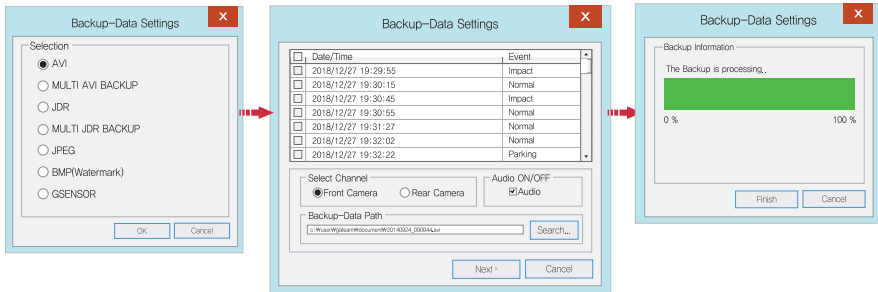 Backup-Data Settings
X
Selection
AVI
MULTI AVI BACKUP
JDR
MULTI JDR BACKUP
JPEG
BMP(Watermark)
GSENSOR
OK
Cancel
Backup-Data Settings
X
Date/Time Event
2018/12/27 19:29:55 Impact
2018/12/27 19:30:15 Normal
2018/12/27 19:30:45 Impact
2018/12/27 19:30:55 Normal
2018/12/27 19:31:27 Normal
2018/12/27 19:32:02 Normal
2018/12/27 19:32:22 Parking
Select Channel
Front Camera Rear Camera
Audio ON/OFF
Audio
Backup-Data Path
Search...
Next>
Cancel
Backup-Data Settings
X
Backup Information
The Backup is processing..
0 % 100 %
Finish
Cancel